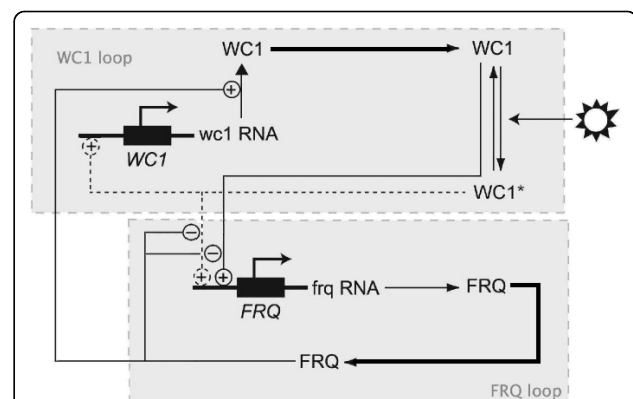 WC1 loop
WC1
WC1
wc1 RNA
WC1
WC1*
frq RNA
FRQ
FRQ
FRQ
FRQ loop